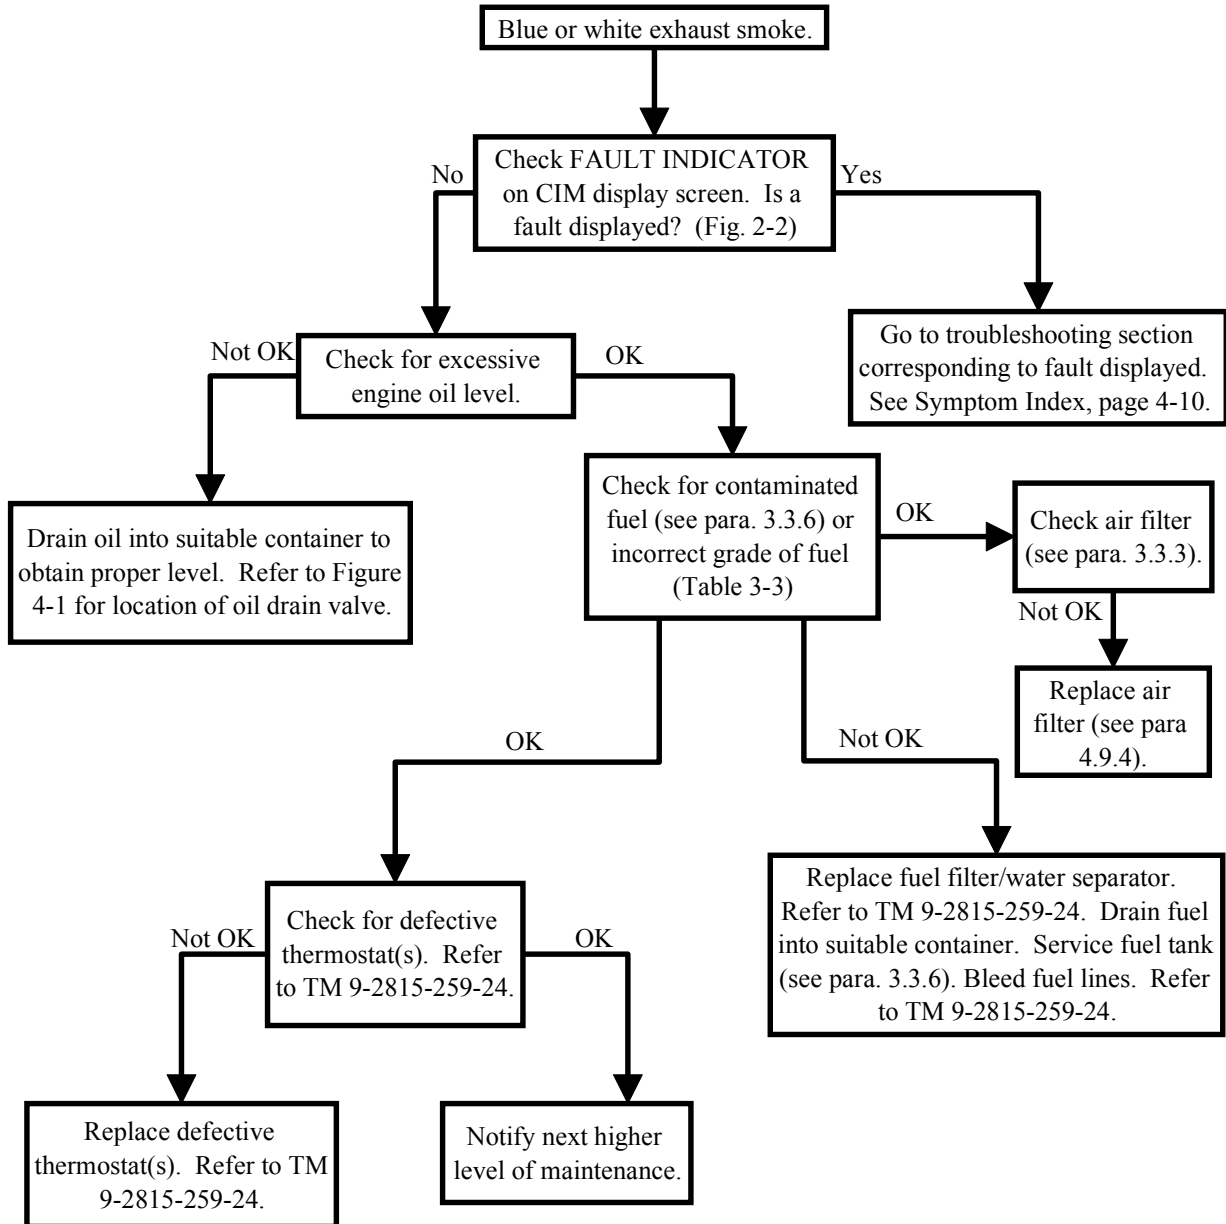 Blue or white exhaust smoke.
Check FAULT INDICATOR
on CIM display screen.  Is a
fault displayed?  (Fig. 2-2)
No
Yes
Go to troubleshooting section
corresponding to fault displayed.
See Symptom Index, page 4-10.
Check for excessive
engine oil level.
Not OK
OK
Drain oil into suitable container to
obtain proper level.  Refer to Figure
4-1 for location of oil drain valve.
Check for contaminated
fuel (see para. 3.3.6) or
incorrect grade of fuel
(Table 3-3)
OK
Check air filter
(see para. 3.3.3).
Not OK
Replace air
filter (see para
4.9.4).
OK
Not OK
Replace fuel filter/water separator.
Refer to TM 9-2815-259-24.  Drain fuel
into suitable container.  Service fuel tank
(see para. 3.3.6). Bleed fuel lines.  Refer
to TM 9-2815-259-24.
Check for defective
thermostat(s).  Refer
to TM 9-2815-259-24.
Not OK
OK
Replace defective
thermostat(s).  Refer to TM
9-2815-259-24.
Notify next higher
level of maintenance.